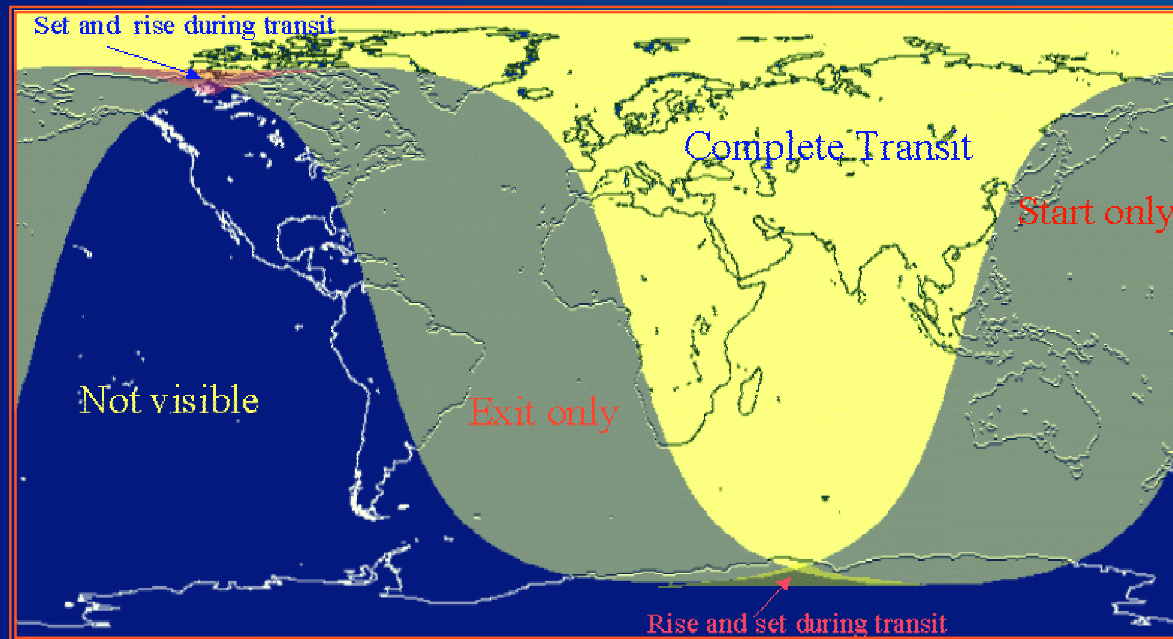 Set and rise during transit
Complete Transit
Start only
Not visible
Exit only
Rise and set during transit